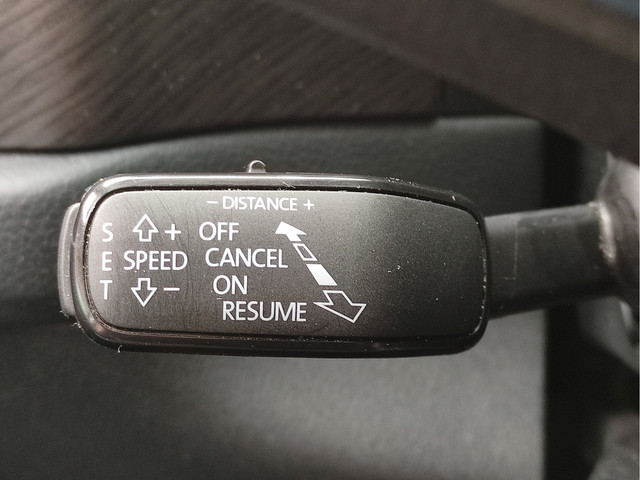 - DISTANCE +
S + OFF
E SPEED CANCEL
T - ON
RESUME